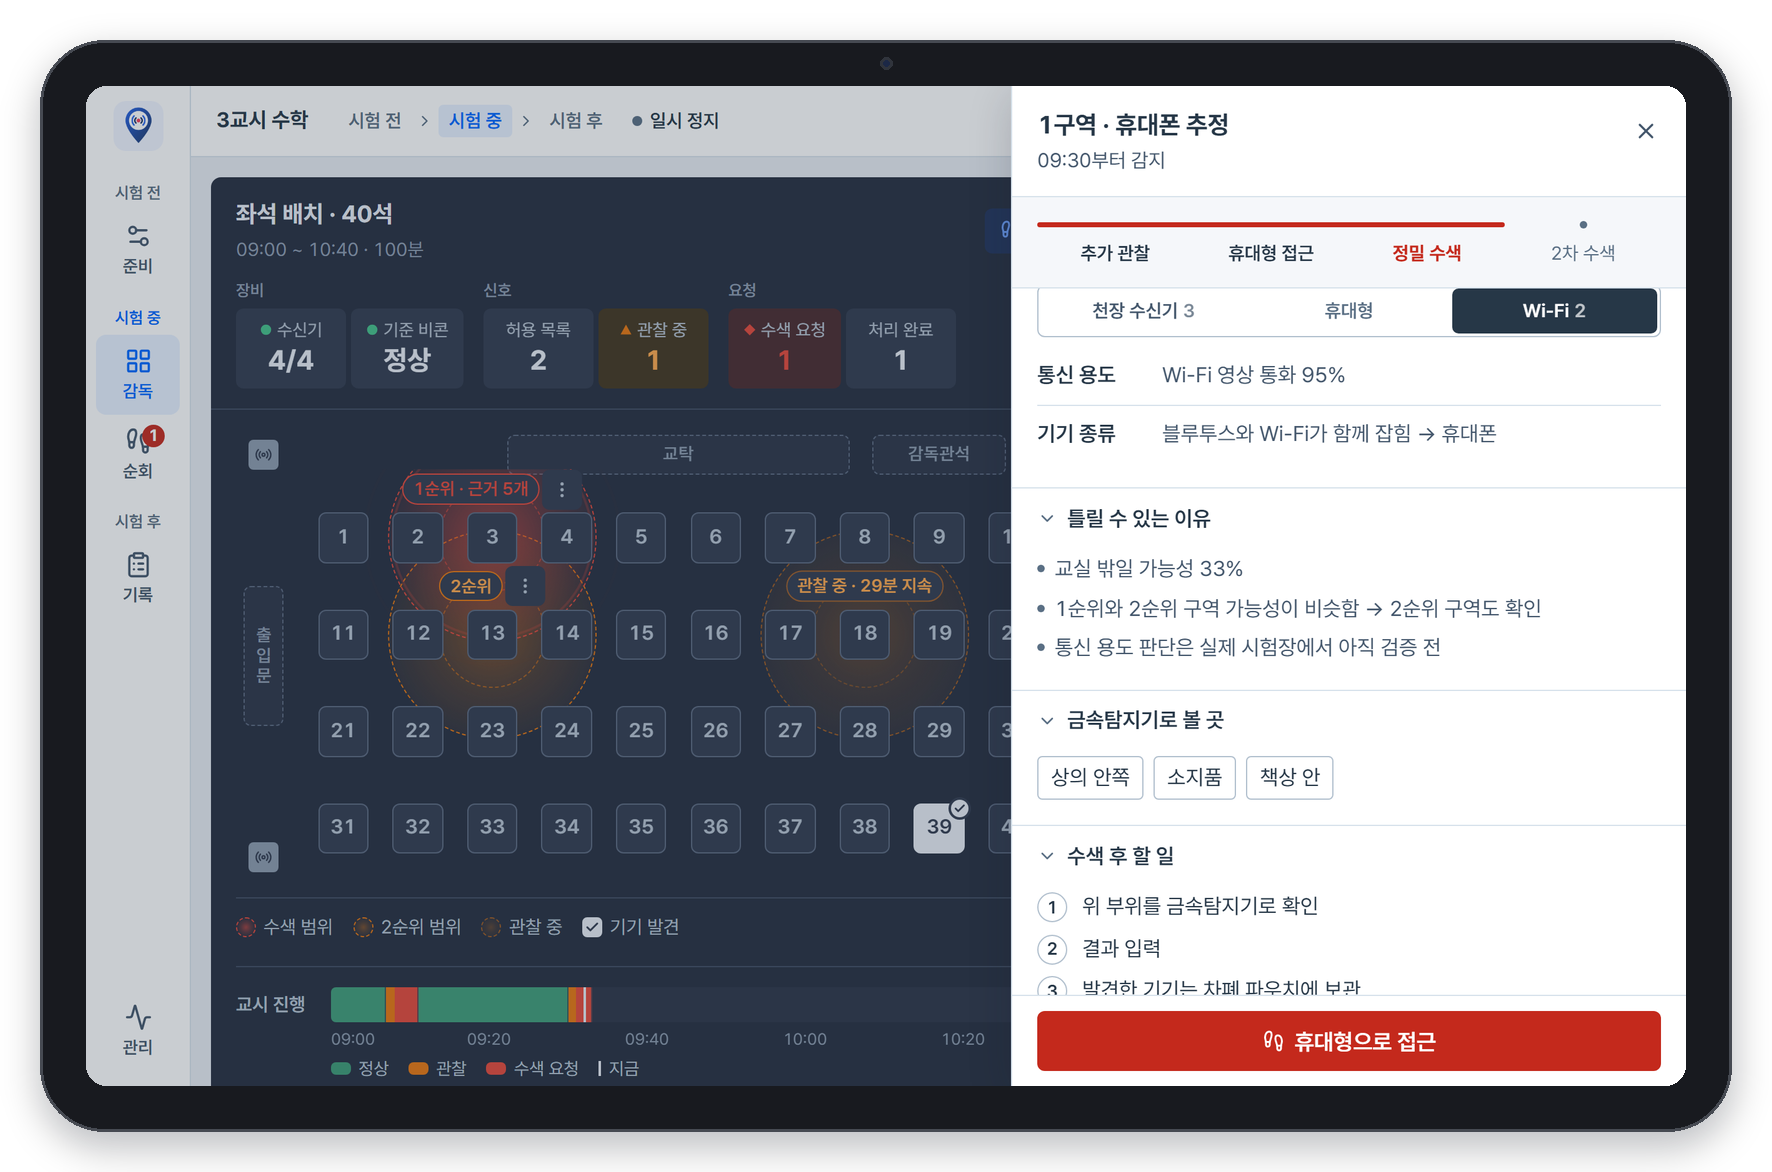 3교시 수학
시험 전 > 시험 중 > 시험 후
일시 정지
시험 전
준비
시험 중
감독
1
순회
시험 후
기록
관리
좌석 배치 · 40석
09:00 ~ 10:40 · 100분
장비
신호
요청
수신기 4/4
기준 비콘 정상
허용 목록 2
관찰 중 1
수색 요청 1
처리 완료 1
교탁
감독관석
출입문
1순위 · 근거 5개
1 2 3 4 5 6 7 8 9
2순위
관찰 중 · 29분 지속
11 12 13 14 15 16 17 18 19
21 22 23 24 25 26 27 28 29
31 32 33 34 35 36 37 38 39
수색 범위
2순위 범위
관찰 중
기기 발견
교시 진행
09:00 09:20 09:40 10:00 10:20
정상
관찰
수색 요청
지금
1구역 · 휴대폰 추정
09:30부터 감지
추가 관찰
휴대형 접근
정밀 수색
2차 수색
천장 수신기 3
휴대형
Wi-Fi 2
통신 용도 Wi-Fi 영상 통화 95%
기기 종류 블루투스와 Wi-Fi가 함께 잡힘 → 휴대폰
틀릴 수 있는 이유
• 교실 밖일 가능성 33%
• 1순위와 2순위 구역 가능성이 비슷함 → 2순위 구역도 확인
• 통신 용도 판단은 실제 시험장에서 아직 검증 전
금속탐지기로 볼 곳
상의 안쪽
소지품
책상 안
수색 후 할 일
1 위 부위를 금속탐지기로 확인
2 결과 입력
3 발견한 기기는 차폐 파우치에 보관
휴대형으로 접근